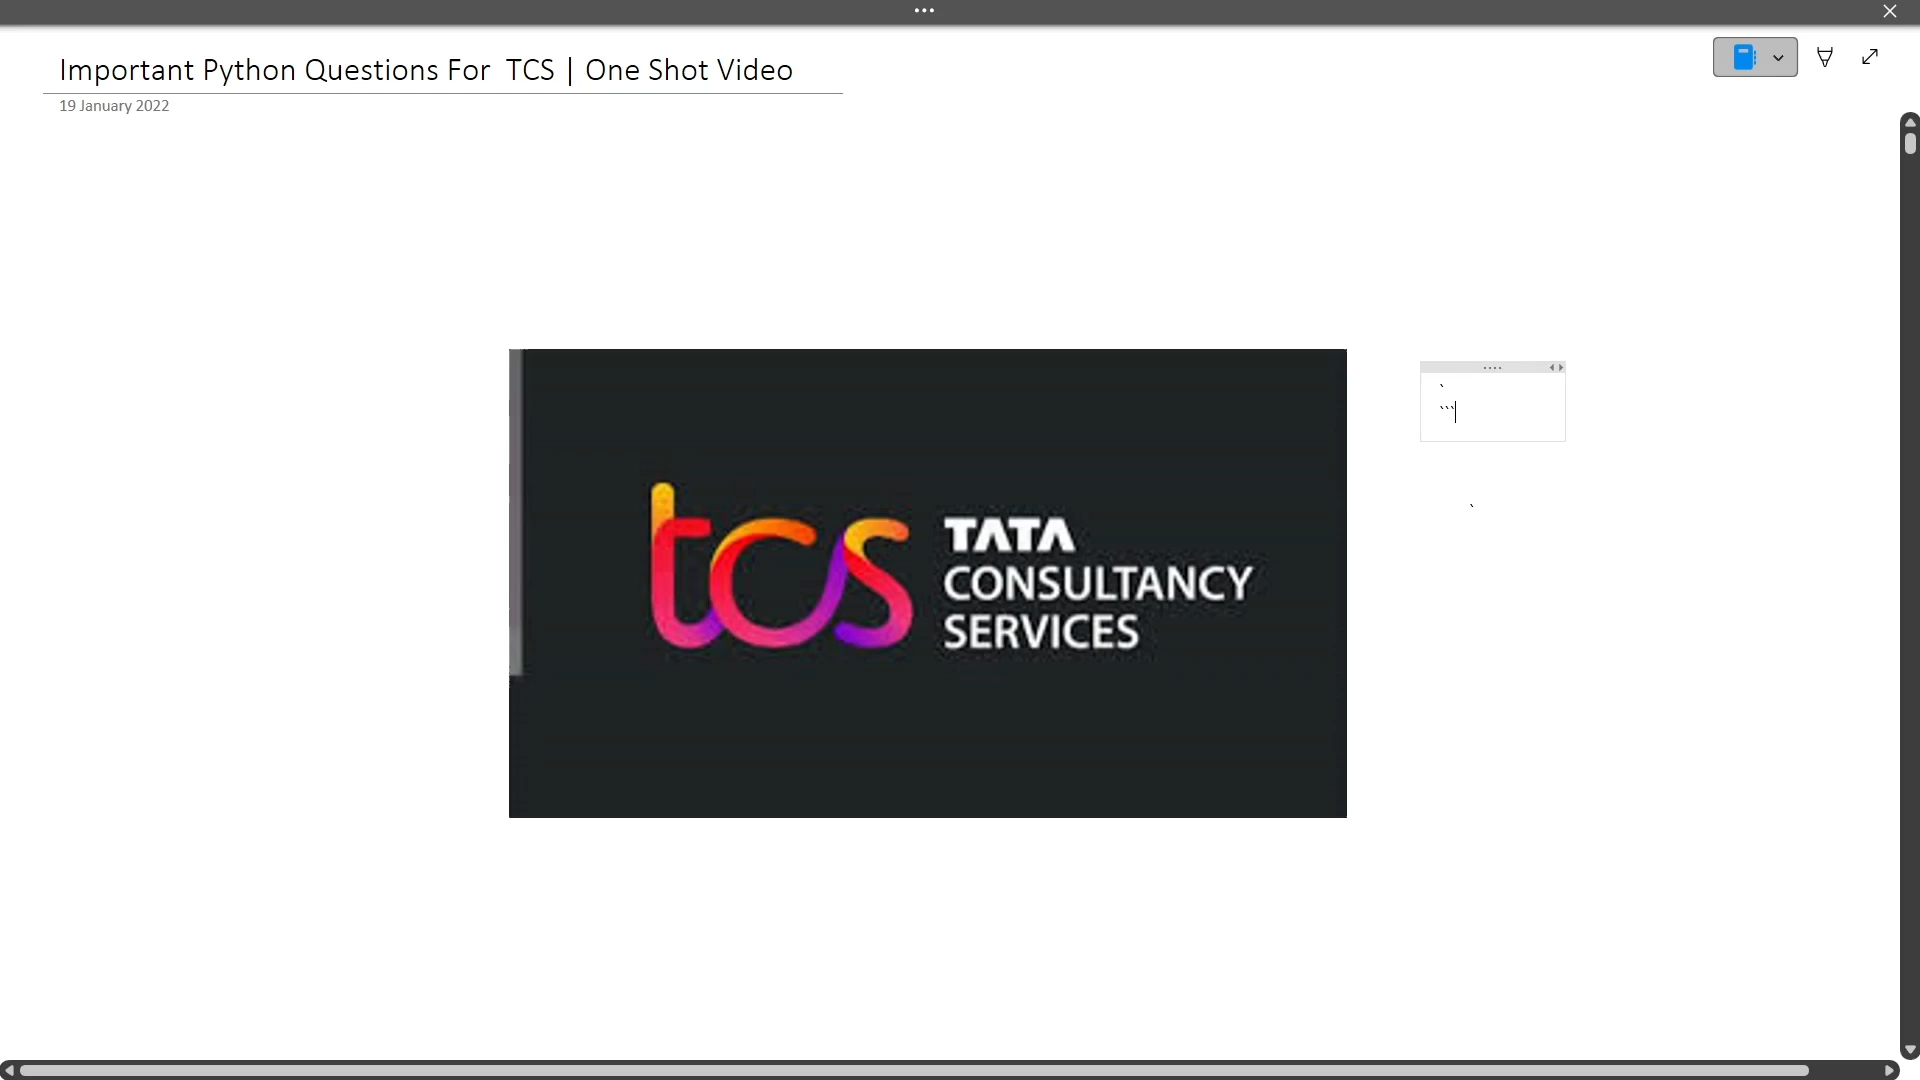 Important Python Questions For TCS | One Shot Video
19 January 2022
`
```
`
tcs
TATA
CONSULTANCY
SERVICES